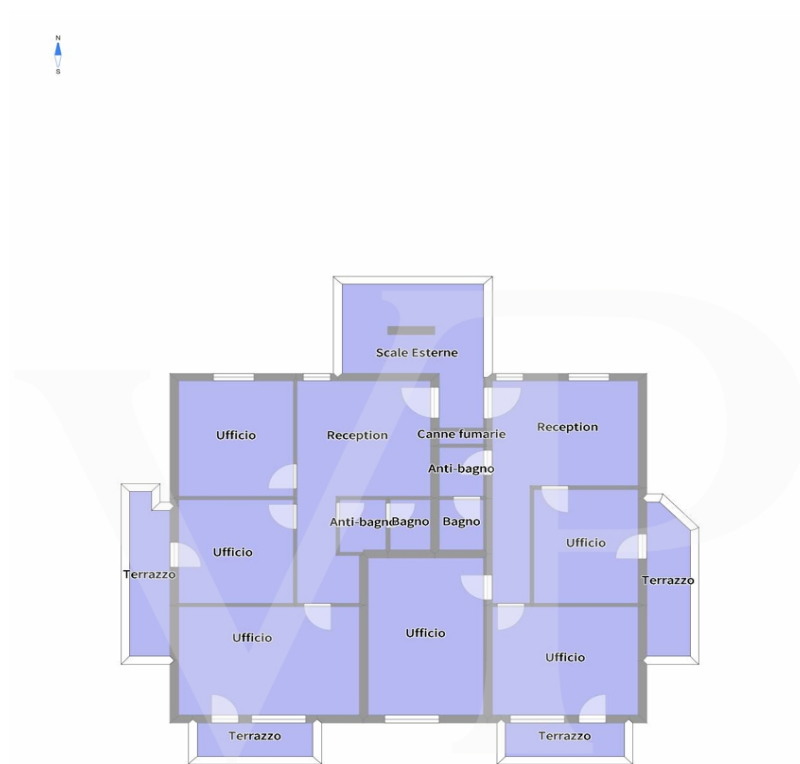 N
S
Scale Esterne
Ufficio
Reception
Canne fumarie
Reception
Anti-bagno
Anti-bagno
Bagno
Bagno
Ufficio
Ufficio
Terrazzo
Terrazzo
Ufficio
Ufficio
Ufficio
Terrazzo
Terrazzo
VP